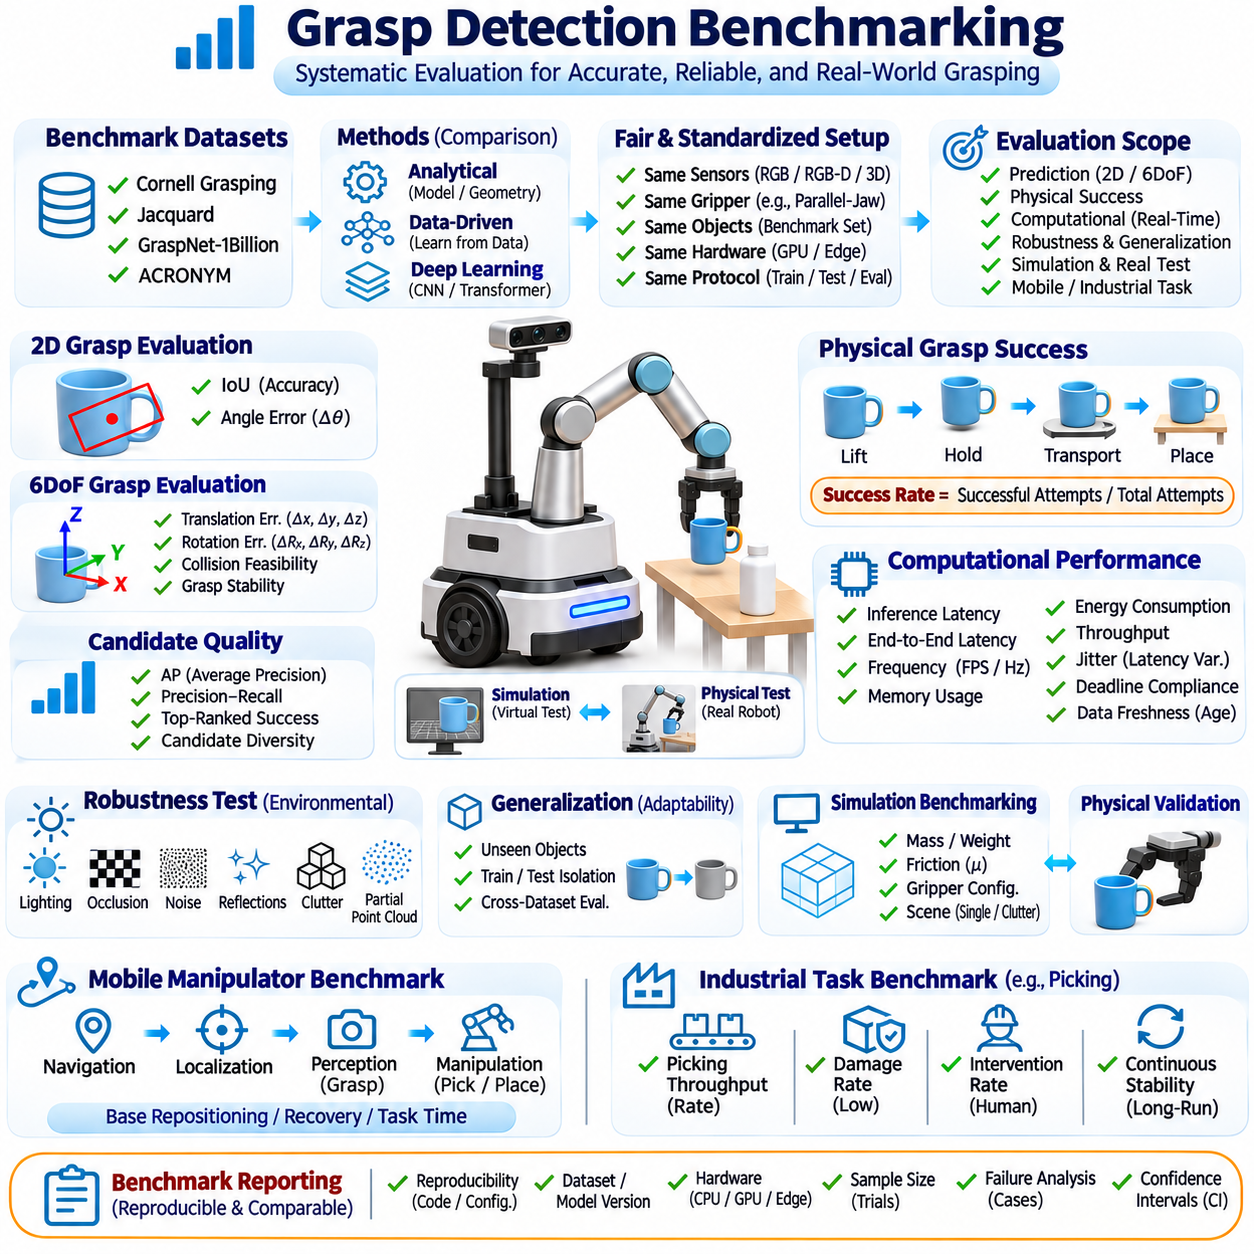 Grasp Detection Benchmarking
Systematic Evaluation for Accurate, Reliable, and Real-World Grasping
Benchmark Datasets
Cornell Grasping
Jacquard
GraspNet-1Billion
ACRONYM
Methods (Comparison)
Analytical
(Model / Geometry)
Data-Driven
(Learn from Data)
Deep Learning
(CNN / Transformer)
Fair & Standardized Setup
Same Sensors (RGB / RGB-D / 3D)
Same Gripper (e.g., Parallel-Jaw)
Same Objects (Benchmark Set)
Same Hardware (GPU / Edge)
Same Protocol (Train / Test / Eval)
Evaluation Scope
Prediction (2D / 6DoF)
Physical Success
Computational (Real-Time)
Robustness & Generalization
Simulation & Real Test
Mobile / Industrial Task
2D Grasp Evaluation
IoU (Accuracy)
Angle Error (Δθ)
6DoF Grasp Evaluation
Z
Y
X
Translation Err. (Δx, Δy, Δz)
Rotation Err. (ΔRx, ΔRy, ΔRz)
Collision Feasibility
Grasp Stability
Candidate Quality
AP (Average Precision)
Precision–Recall
Top-Ranked Success
Candidate Diversity
Simulation
(Virtual Test)
Physical Test
(Real Robot)
Physical Grasp Success
Lift
Hold
Transport
Place
Success Rate = Successful Attempts / Total Attempts
Computational Performance
Inference Latency
End-to-End Latency
Frequency (FPS / Hz)
Memory Usage
Energy Consumption
Throughput
Jitter (Latency Var.)
Deadline Compliance
Data Freshness (Age)
Robustness Test (Environmental)
Lighting
Occlusion
Noise
Reflections
Clutter
Partial
Point Cloud
Generalization (Adaptability)
Unseen Objects
Train / Test Isolation
Cross-Dataset Eval.
Simulation Benchmarking
Mass / Weight
Friction (μ)
Gripper Config.
Scene (Single / Clutter)
Physical Validation
Mobile Manipulator Benchmark
Navigation
Localization
Perception
(Grasp)
Manipulation
(Pick / Place)
Base Repositioning / Recovery / Task Time
Industrial Task Benchmark (e.g., Picking)
Picking
Throughput
(Rate)
Damage
Rate
(Low)
Intervention
Rate
(Human)
Continuous
Stability
(Long-Run)
Benchmark Reporting
(Reproducible & Comparable)
Reproducibility
(Code / Config.)
Dataset /
Model Version
Hardware
(CPU / GPU / Edge)
Sample Size
(Trials)
Failure Analysis
(Cases)
Confidence
Intervals (CI)